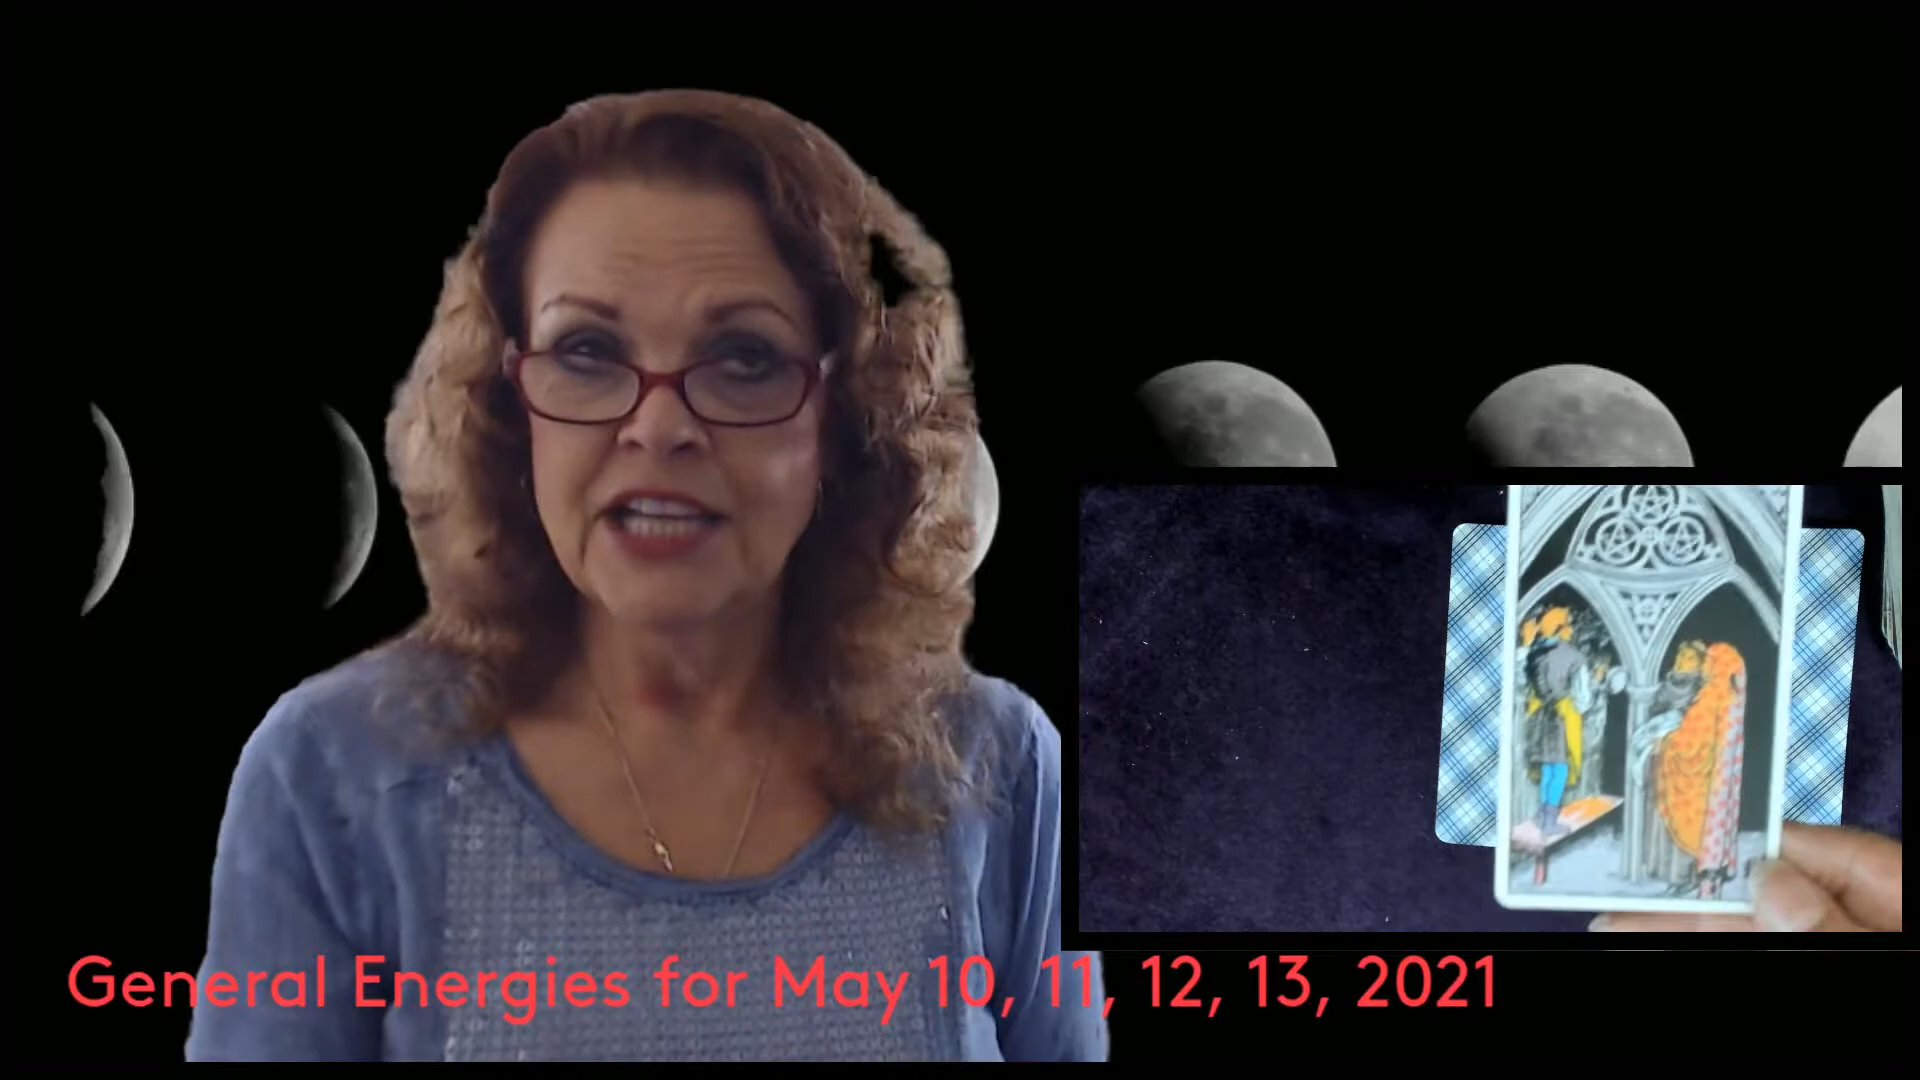 General Energies for May 10, 11, 12, 13, 2021